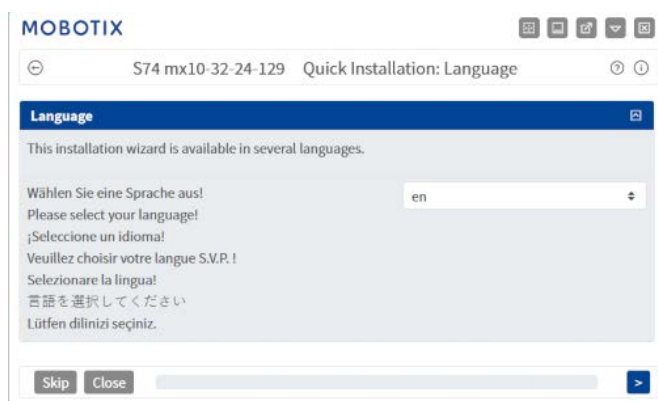 MOBOTIX
S74 mx10-32-24-129 Quick Installation: Language
Language
This installation wizard is available in several languages.
Wählen Sie eine Sprache aus!
en
Please select your language!
¡Seleccione un idioma!
Veuillez choisir votre langue S.V.P. !
Selezionare la lingua!
言語を選択してください
Lütfen dilinizi seçiniz.
Skip Close >